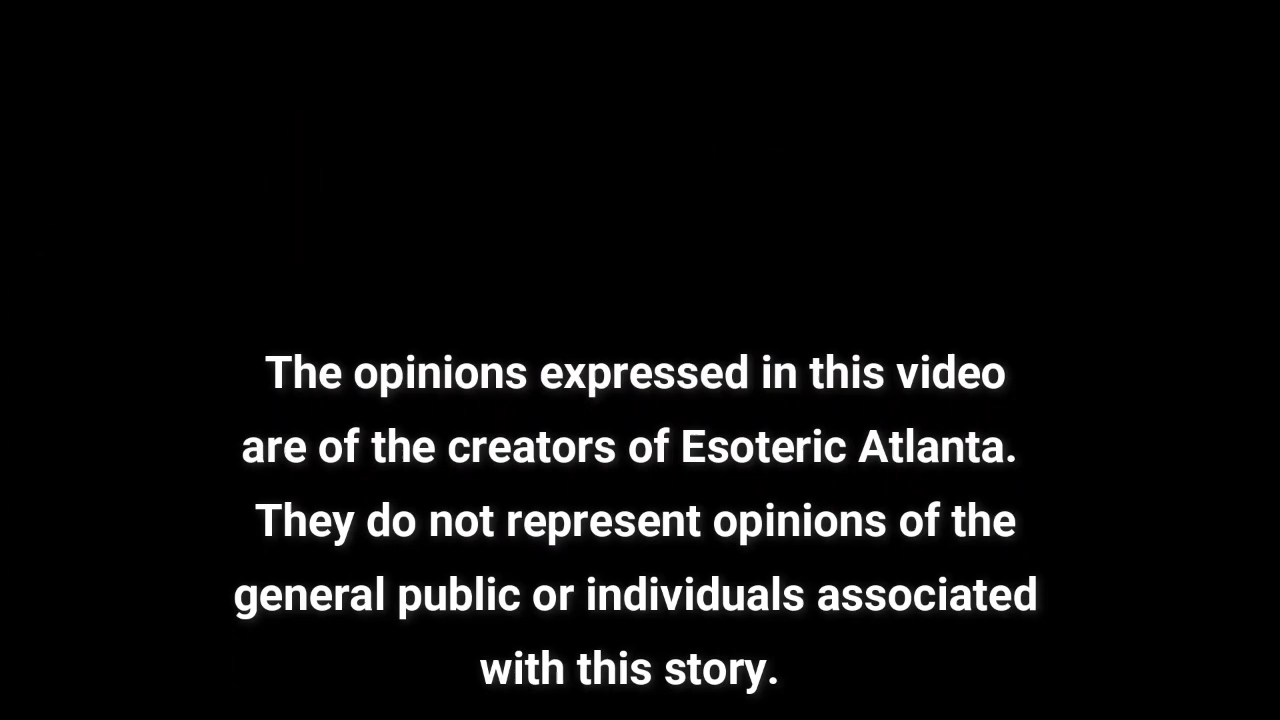 The opinions expressed in this video
are of the creators of Esoteric Atlanta.
They do not represent opinions of the
general public or individuals associated
with this story.